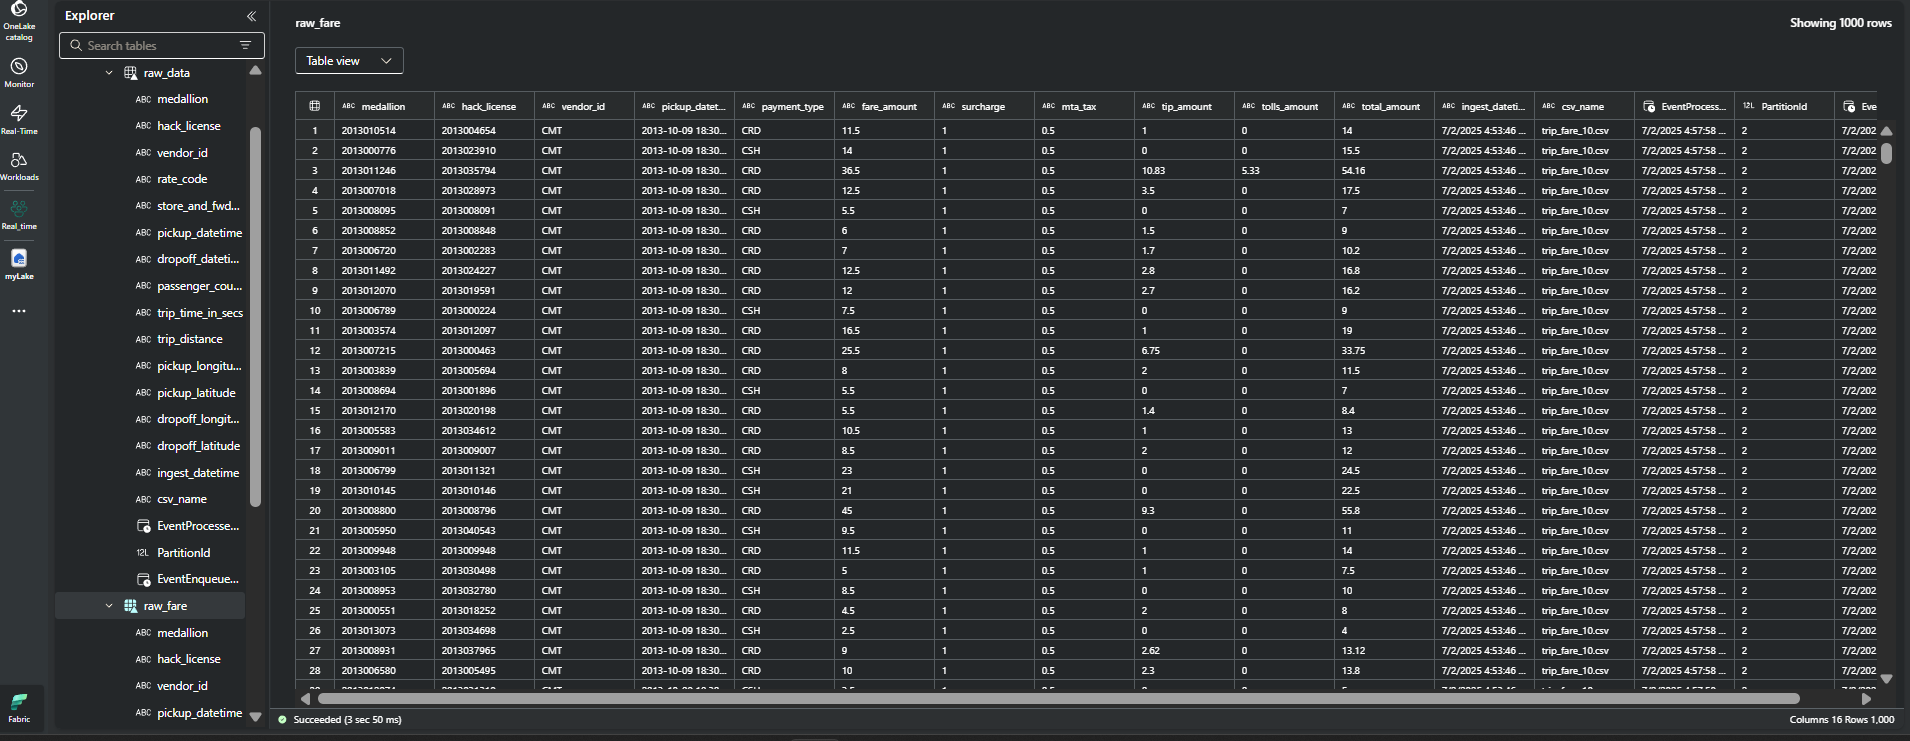 OneLake
catalog
Monitor
Real-Time
Workloads
Real_time
myLake
Fabric
Explorer
Search tables
raw_data
ABC medallion
ABC hack_license
ABC vendor_id
ABC rate_code
ABC store_and_fwd...
ABC pickup_datetime
ABC dropoff_dateti...
ABC passenger_cou...
ABC trip_time_in_secs
ABC trip_distance
ABC pickup_longitu...
ABC pickup_latitude
ABC dropoff_longit...
ABC dropoff_latitude
ABC ingest_datetime
ABC csv_name
EventProcesse...
12L PartitionId
EventEnqueue...
raw_fare
ABC medallion
ABC hack_license
ABC vendor_id
ABC pickup_datetime
raw_fare
Showing 1000 rows
Table view
ABC medallion ABC hack_license ABC vendor_id ABC pickup_datet... ABC payment_type ABC fare_amount ABC surcharge ABC mta_tax ABC tip_amount ABC tolls_amount ABC total_amount ABC ingest_dateti... ABC csv_name EventProcess... 12L PartitionId Eve
1 2013010514 2013004654 CMT 2013-10-09 18:30... CRD 11.5 1 0.5 1 0 14 7/2/2025 4:53:46 ... trip_fare_10.csv 7/2/2025 4:57:58 ... 2 7/2/202
2 2013000776 2013023910 CMT 2013-10-09 18:30... CSH 14 1 0.5 0 0 15.5 7/2/2025 4:53:46 ... trip_fare_10.csv 7/2/2025 4:57:58 ... 2 7/2/202
3 2013011246 2013035794 CMT 2013-10-09 18:30... CRD 36.5 1 0.5 10.83 5.33 54.16 7/2/2025 4:53:46 ... trip_fare_10.csv 7/2/2025 4:57:58 ... 2 7/2/202
4 2013007018 2013028973 CMT 2013-10-09 18:30... CRD 12.5 1 0.5 3.5 0 17.5 7/2/2025 4:53:46 ... trip_fare_10.csv 7/2/2025 4:57:58 ... 2 7/2/202
5 2013008095 2013008091 CMT 2013-10-09 18:30... CSH 5.5 1 0.5 0 0 7 7/2/2025 4:53:46 ... trip_fare_10.csv 7/2/2025 4:57:58 ... 2 7/2/202
6 2013008852 2013008848 CMT 2013-10-09 18:30... CRD 6 1 0.5 1.5 0 9 7/2/2025 4:53:46 ... trip_fare_10.csv 7/2/2025 4:57:58 ... 2 7/2/202
7 2013006720 2013002283 CMT 2013-10-09 18:30... CRD 7 1 0.5 1.7 0 10.2 7/2/2025 4:53:46 ... trip_fare_10.csv 7/2/2025 4:57:58 ... 2 7/2/202
8 2013011492 2013024227 CMT 2013-10-09 18:30... CRD 12.5 1 0.5 2.8 0 16.8 7/2/2025 4:53:46 ... trip_fare_10.csv 7/2/2025 4:57:58 ... 2 7/2/202
9 2013012070 2013019591 CMT 2013-10-09 18:30... CRD 12 1 0.5 2.7 0 16.2 7/2/2025 4:53:46 ... trip_fare_10.csv 7/2/2025 4:57:58 ... 2 7/2/202
10 2013006789 2013000224 CMT 2013-10-09 18:30... CSH 7.5 1 0.5 0 0 9 7/2/2025 4:53:46 ... trip_fare_10.csv 7/2/2025 4:57:58 ... 2 7/2/202
11 2013003574 2013012097 CMT 2013-10-09 18:30... CRD 16.5 1 0.5 1 0 19 7/2/2025 4:53:46 ... trip_fare_10.csv 7/2/2025 4:57:58 ... 2 7/2/202
12 2013007215 2013000463 CMT 2013-10-09 18:30... CRD 25.5 1 0.5 6.75 0 33.75 7/2/2025 4:53:46 ... trip_fare_10.csv 7/2/2025 4:57:58 ... 2 7/2/202
13 2013003839 2013005694 CMT 2013-10-09 18:30... CRD 8 1 0.5 2 0 11.5 7/2/2025 4:53:46 ... trip_fare_10.csv 7/2/2025 4:57:58 ... 2 7/2/202
14 2013008694 2013001896 CMT 2013-10-09 18:30... CSH 5.5 1 0.5 0 0 7 7/2/2025 4:53:46 ... trip_fare_10.csv 7/2/2025 4:57:58 ... 2 7/2/202
15 2013012170 2013020198 CMT 2013-10-09 18:30... CRD 5.5 1 0.5 1.4 0 8.4 7/2/2025 4:53:46 ... trip_fare_10.csv 7/2/2025 4:57:58 ... 2 7/2/202
16 2013005583 2013034612 CMT 2013-10-09 18:30... CRD 10.5 1 0.5 1 0 13 7/2/2025 4:53:46 ... trip_fare_10.csv 7/2/2025 4:57:58 ... 2 7/2/202
17 2013009011 2013009007 CMT 2013-10-09 18:30... CRD 8.5 1 0.5 2 0 12 7/2/2025 4:53:46 ... trip_fare_10.csv 7/2/2025 4:57:58 ... 2 7/2/202
18 2013006799 2013011321 CMT 2013-10-09 18:30... CSH 23 1 0.5 0 0 24.5 7/2/2025 4:53:46 ... trip_fare_10.csv 7/2/2025 4:57:58 ... 2 7/2/202
19 2013010145 2013010146 CMT 2013-10-09 18:30... CSH 21 1 0.5 0 0 22.5 7/2/2025 4:53:46 ... trip_fare_10.csv 7/2/2025 4:57:58 ... 2 7/2/202
20 2013008800 2013008796 CMT 2013-10-09 18:30... CRD 45 1 0.5 9.3 0 55.8 7/2/2025 4:53:46 ... trip_fare_10.csv 7/2/2025 4:57:58 ... 2 7/2/202
21 2013005950 2013040543 CMT 2013-10-09 18:30... CSH 9.5 1 0.5 0 0 11 7/2/2025 4:53:46 ... trip_fare_10.csv 7/2/2025 4:57:58 ... 2 7/2/202
22 2013009948 2013009948 CMT 2013-10-09 18:30... CRD 11.5 1 0.5 1 0 14 7/2/2025 4:53:46 ... trip_fare_10.csv 7/2/2025 4:57:58 ... 2 7/2/202
23 2013003105 2013030498 CMT 2013-10-09 18:30... CRD 5 1 0.5 1 0 7.5 7/2/2025 4:53:46 ... trip_fare_10.csv 7/2/2025 4:57:58 ... 2 7/2/202
24 2013008953 2013032780 CMT 2013-10-09 18:30... CSH 8.5 1 0.5 0 0 10 7/2/2025 4:53:46 ... trip_fare_10.csv 7/2/2025 4:57:58 ... 2 7/2/202
25 2013000551 2013018252 CMT 2013-10-09 18:30... CRD 4.5 1 0.5 2 0 8 7/2/2025 4:53:46 ... trip_fare_10.csv 7/2/2025 4:57:58 ... 2 7/2/202
26 2013013073 2013034698 CMT 2013-10-09 18:30... CSH 2.5 1 0.5 0 0 4 7/2/2025 4:53:46 ... trip_fare_10.csv 7/2/2025 4:57:58 ... 2 7/2/202
27 2013008931 2013037965 CMT 2013-10-09 18:30... CRD 9 1 0.5 2.62 0 13.12 7/2/2025 4:53:46 ... trip_fare_10.csv 7/2/2025 4:57:58 ... 2 7/2/202
28 2013006580 2013005495 CMT 2013-10-09 18:30... CRD 10 1 0.5 2.3 0 13.8 7/2/2025 4:53:46 ... trip_fare_10.csv 7/2/2025 4:57:58 ... 2 7/2/202
Succeeded (3 sec 50 ms)
Columns 16 Rows 1,000